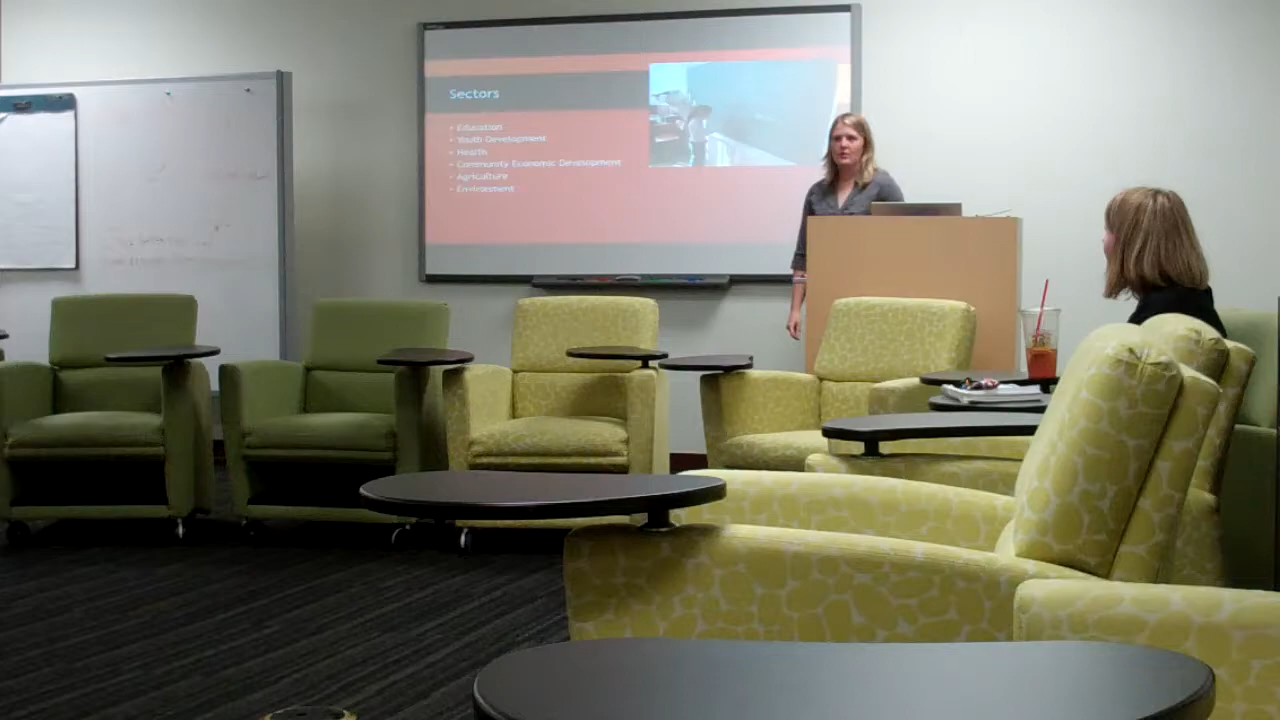 Sectors
• Education
• Youth Development
• Health
• Community Economic Development
• Agriculture
• Environment